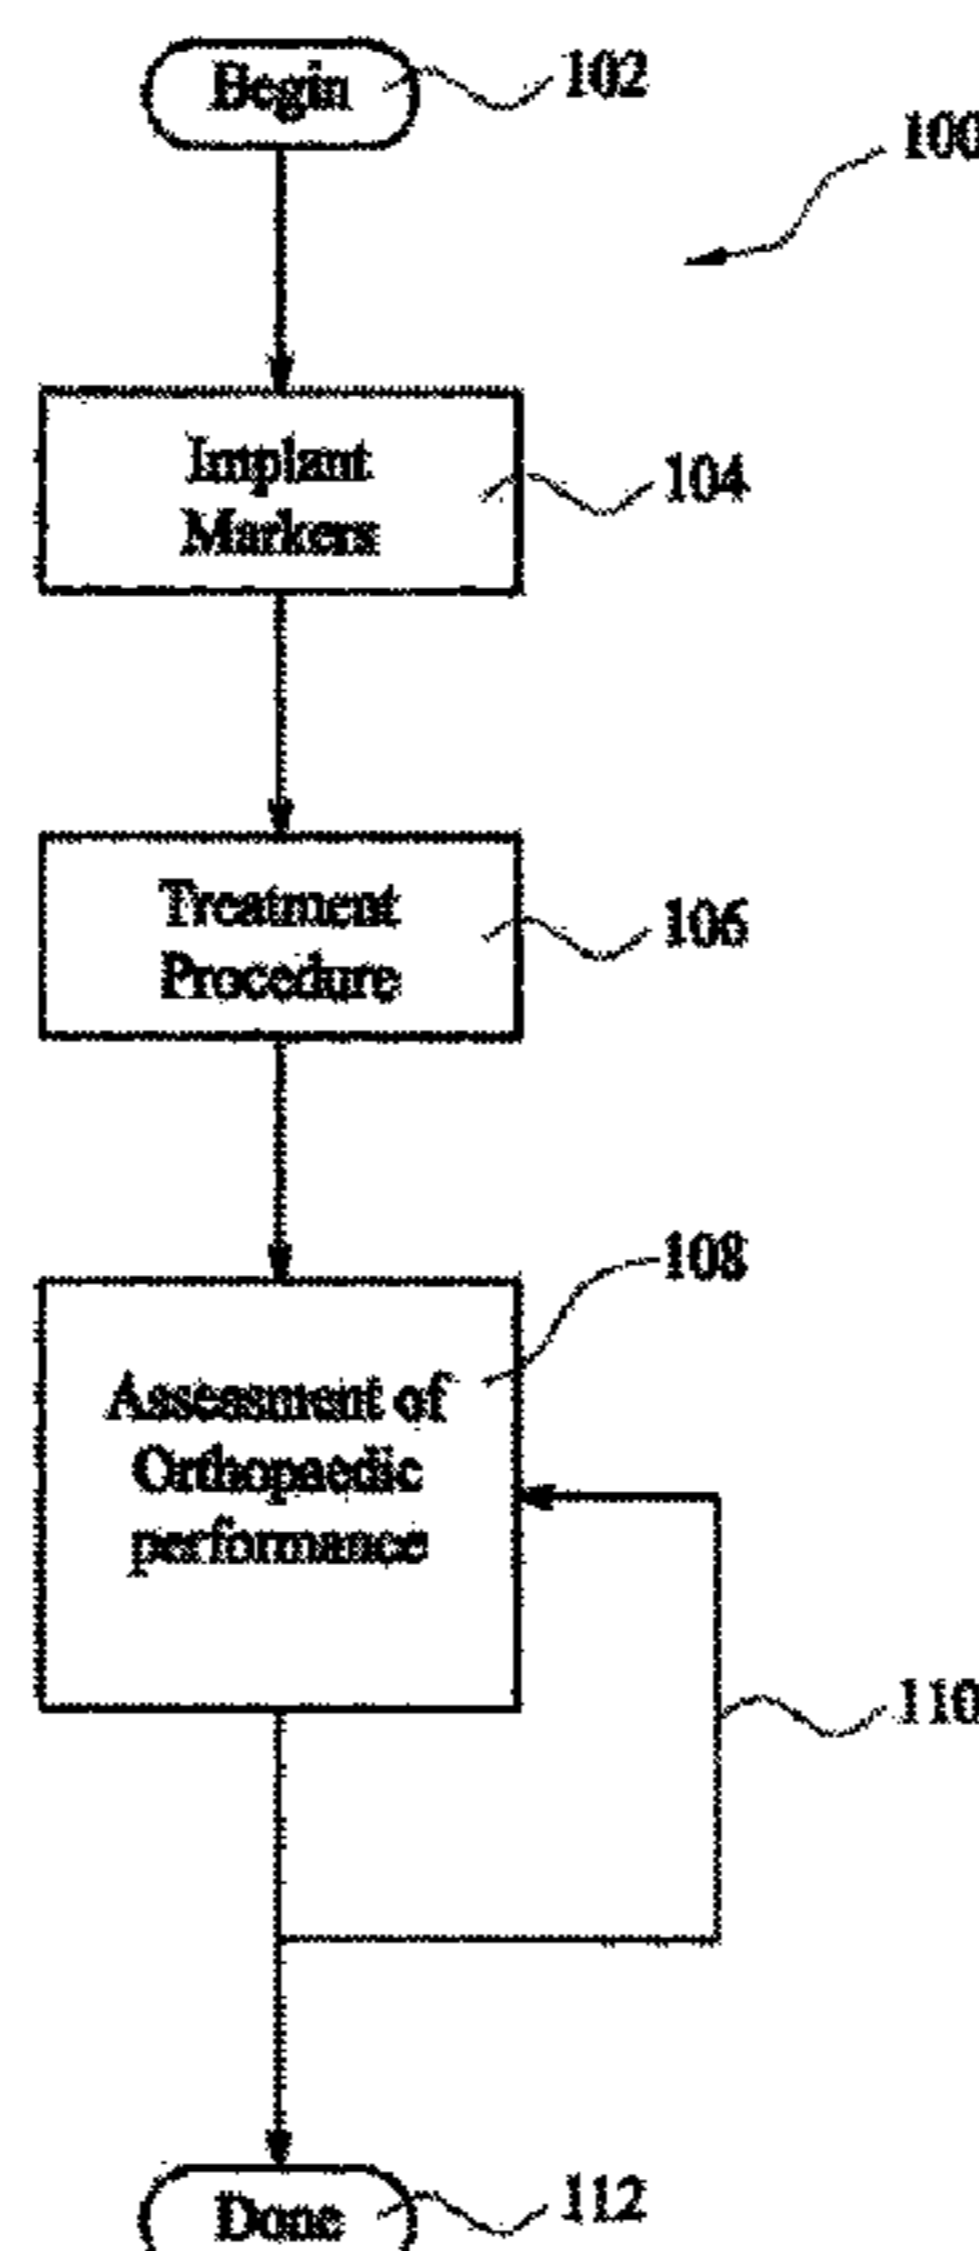 Begin
102
100
Implant
Markers
104
Treatment
Procedure
106
108
Assessment of
Orthopaedic
performance
110
Done
112